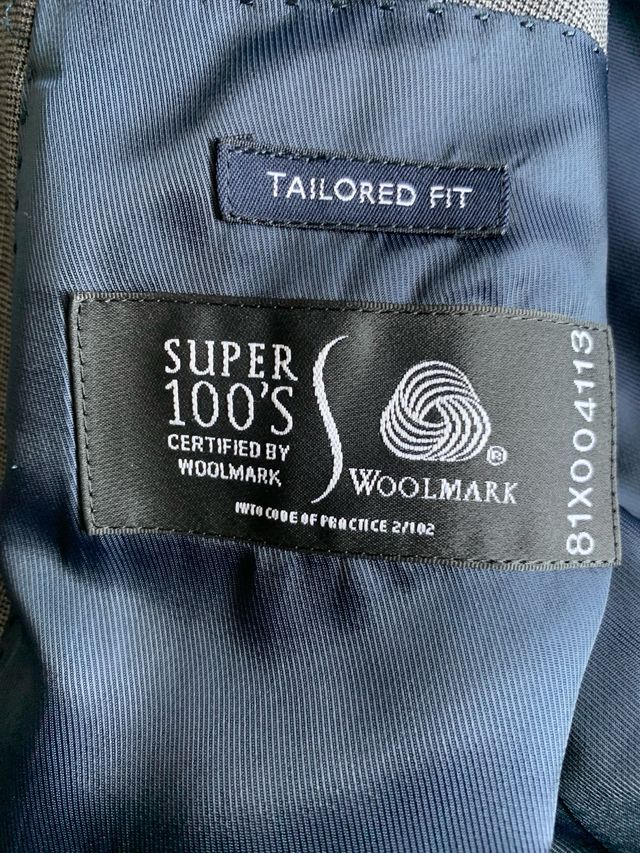 TAILORED FIT
SUPER
100'S
CERTIFIED BY
WOOLMARK
®
WOOLMARK
IWTO CODE OF PRACTICE 2/102
81X004113